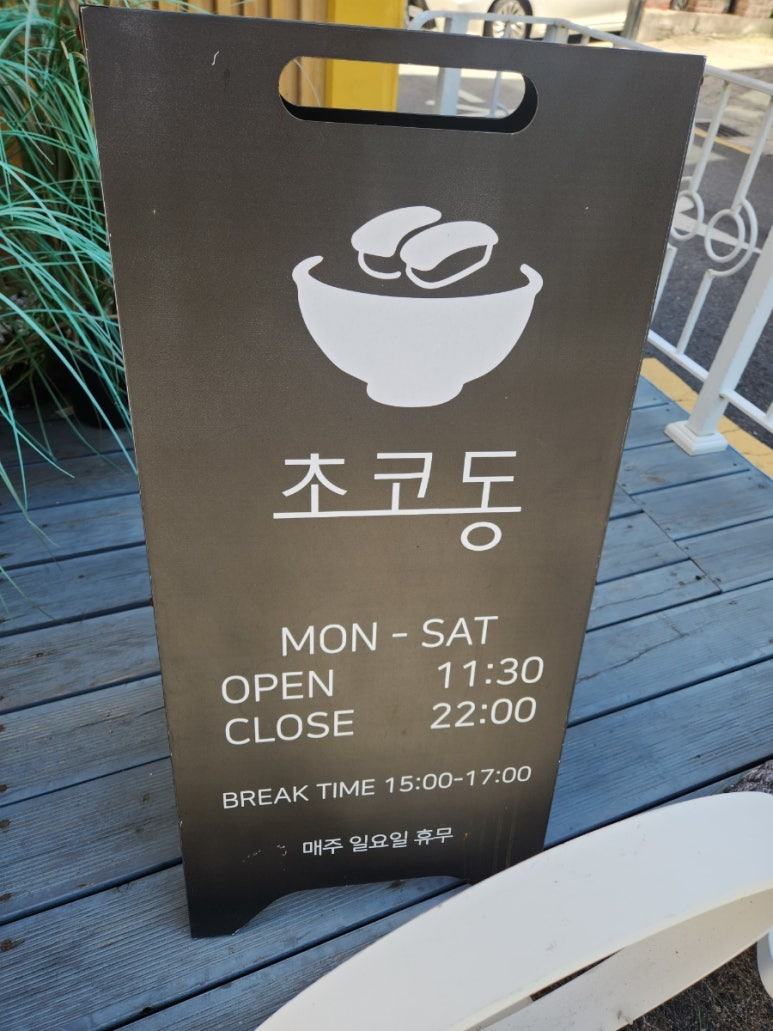 초코동
MON - SAT
OPEN 11:30
CLOSE 22:00
BREAK TIME 15:00-17:00
매주 일요일 휴무